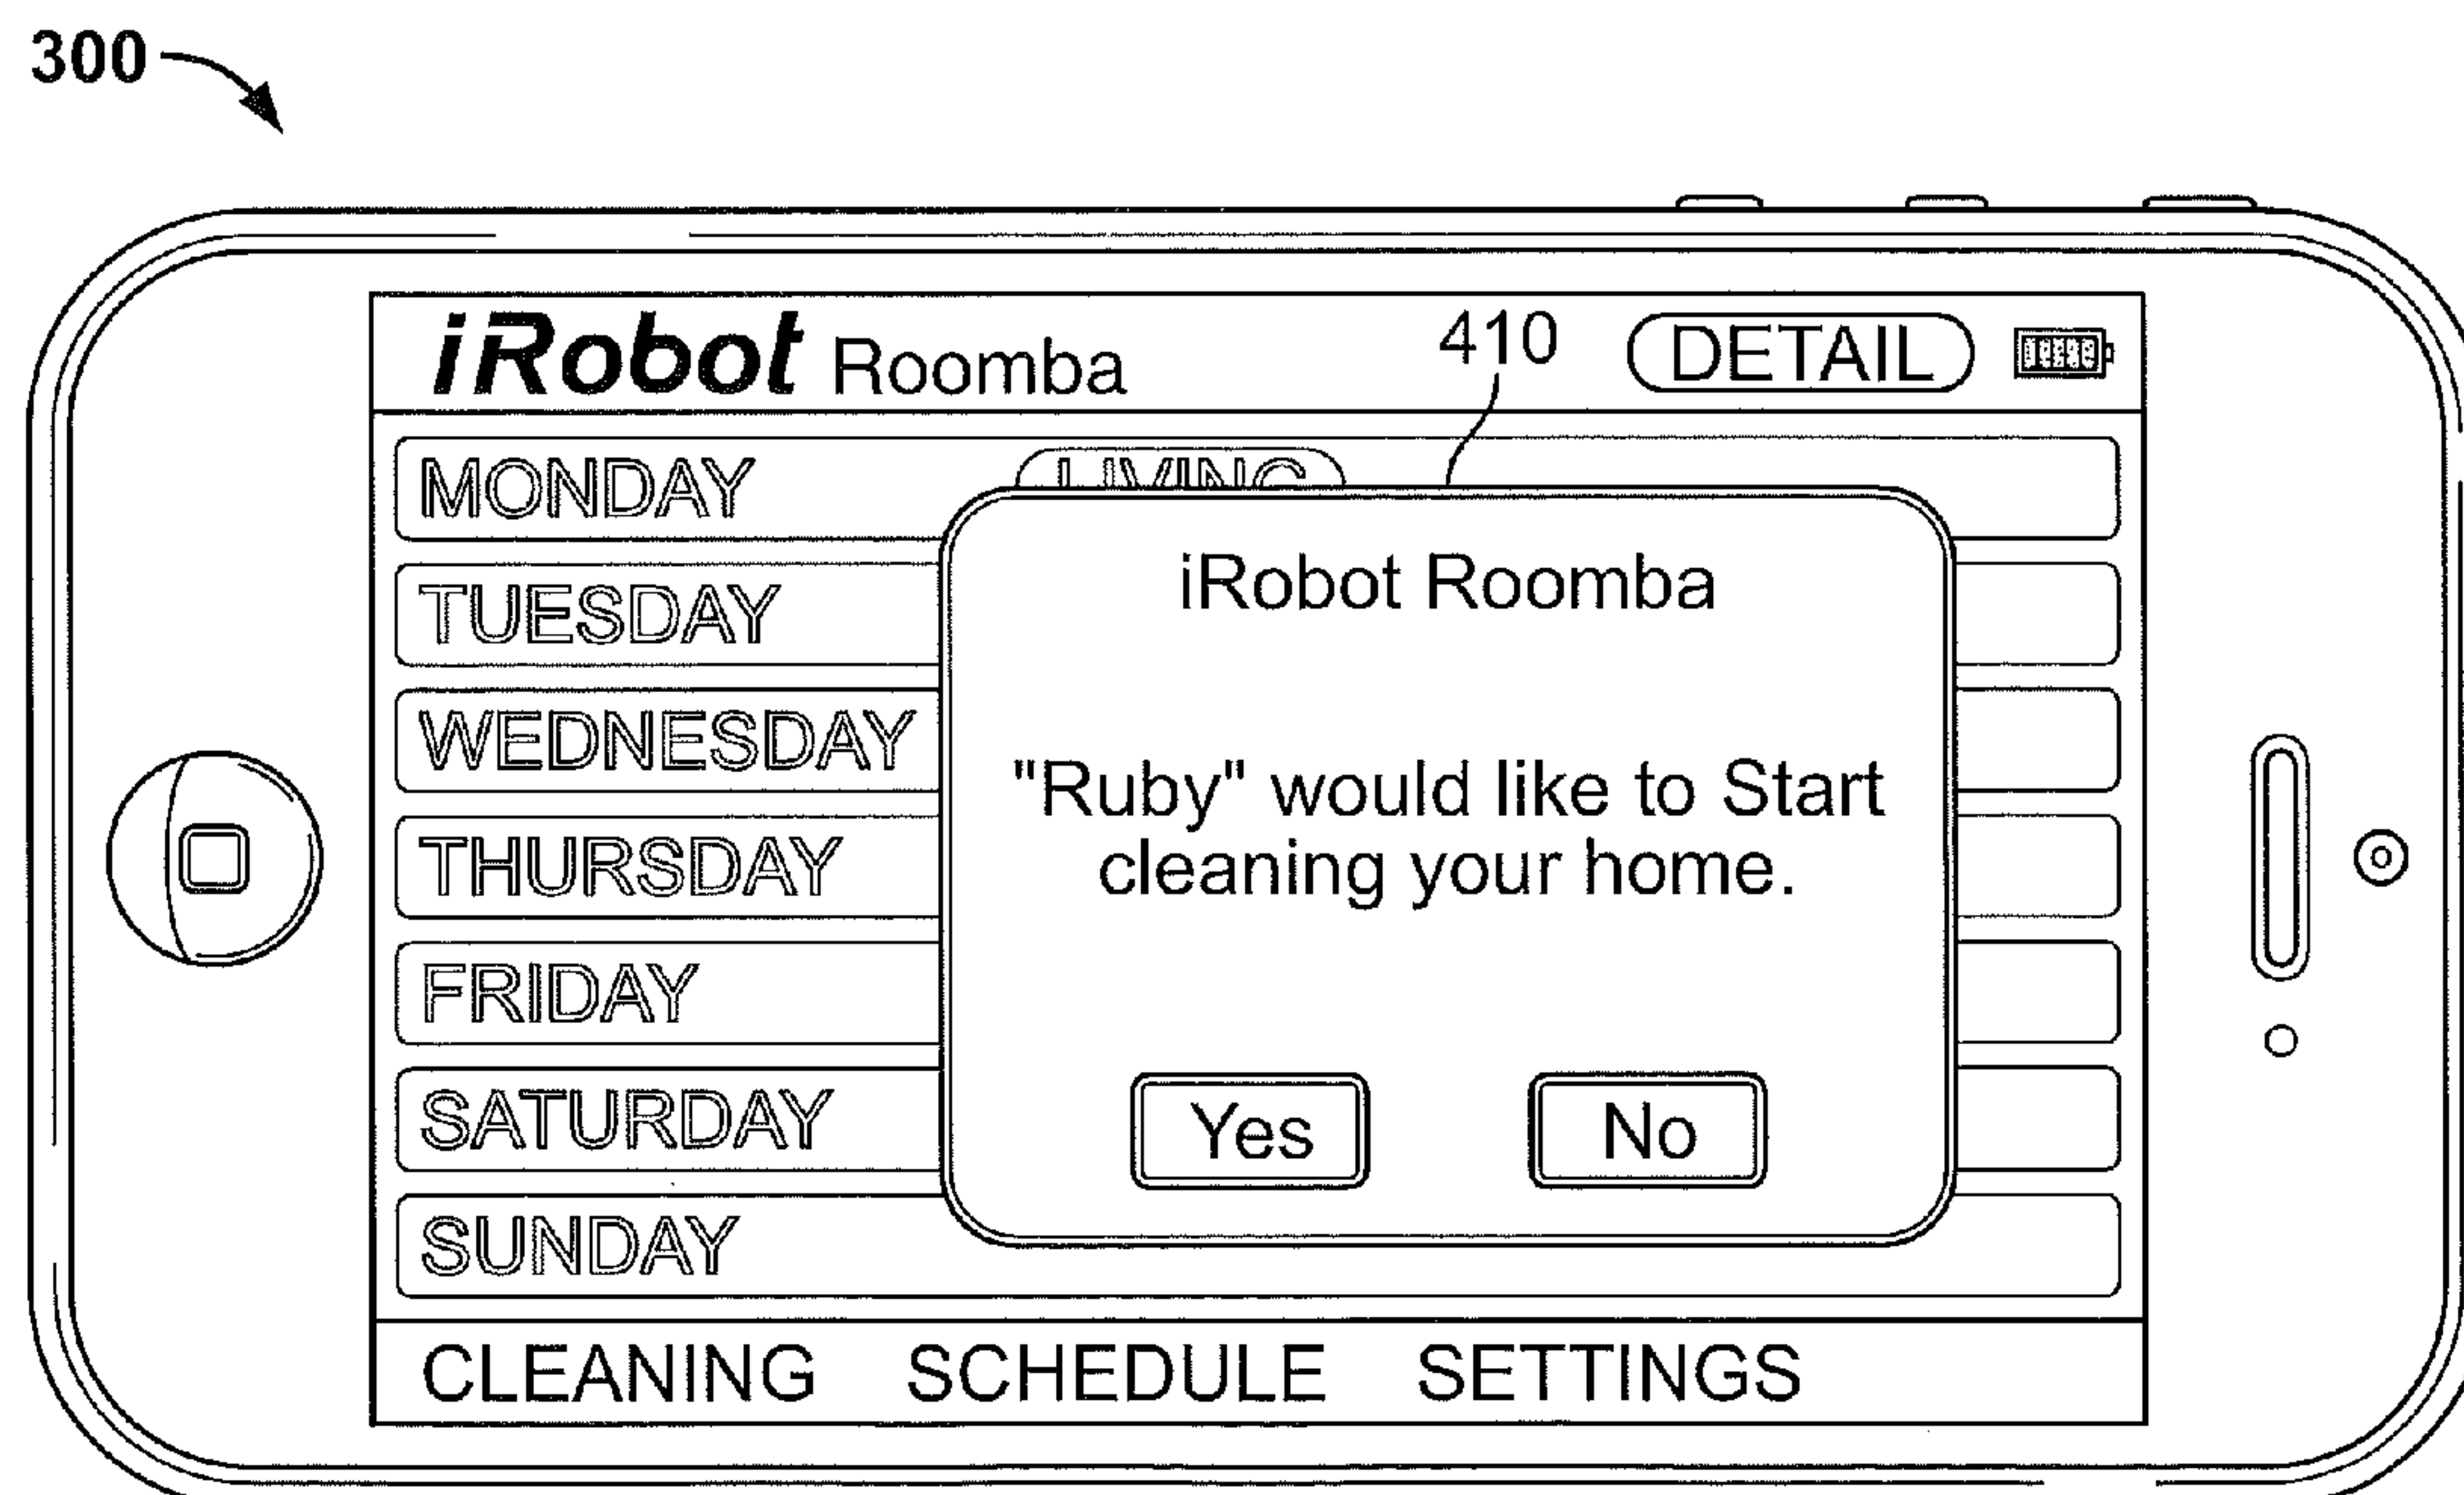 300
iRobot Roomba
410
DETAIL
MONDAY
LIVING
TUESDAY
WEDNESDAY
THURSDAY
FRIDAY
SATURDAY
SUNDAY
iRobot Roomba
"Ruby" would like to Start
cleaning your home.
Yes No
CLEANING SCHEDULE SETTINGS